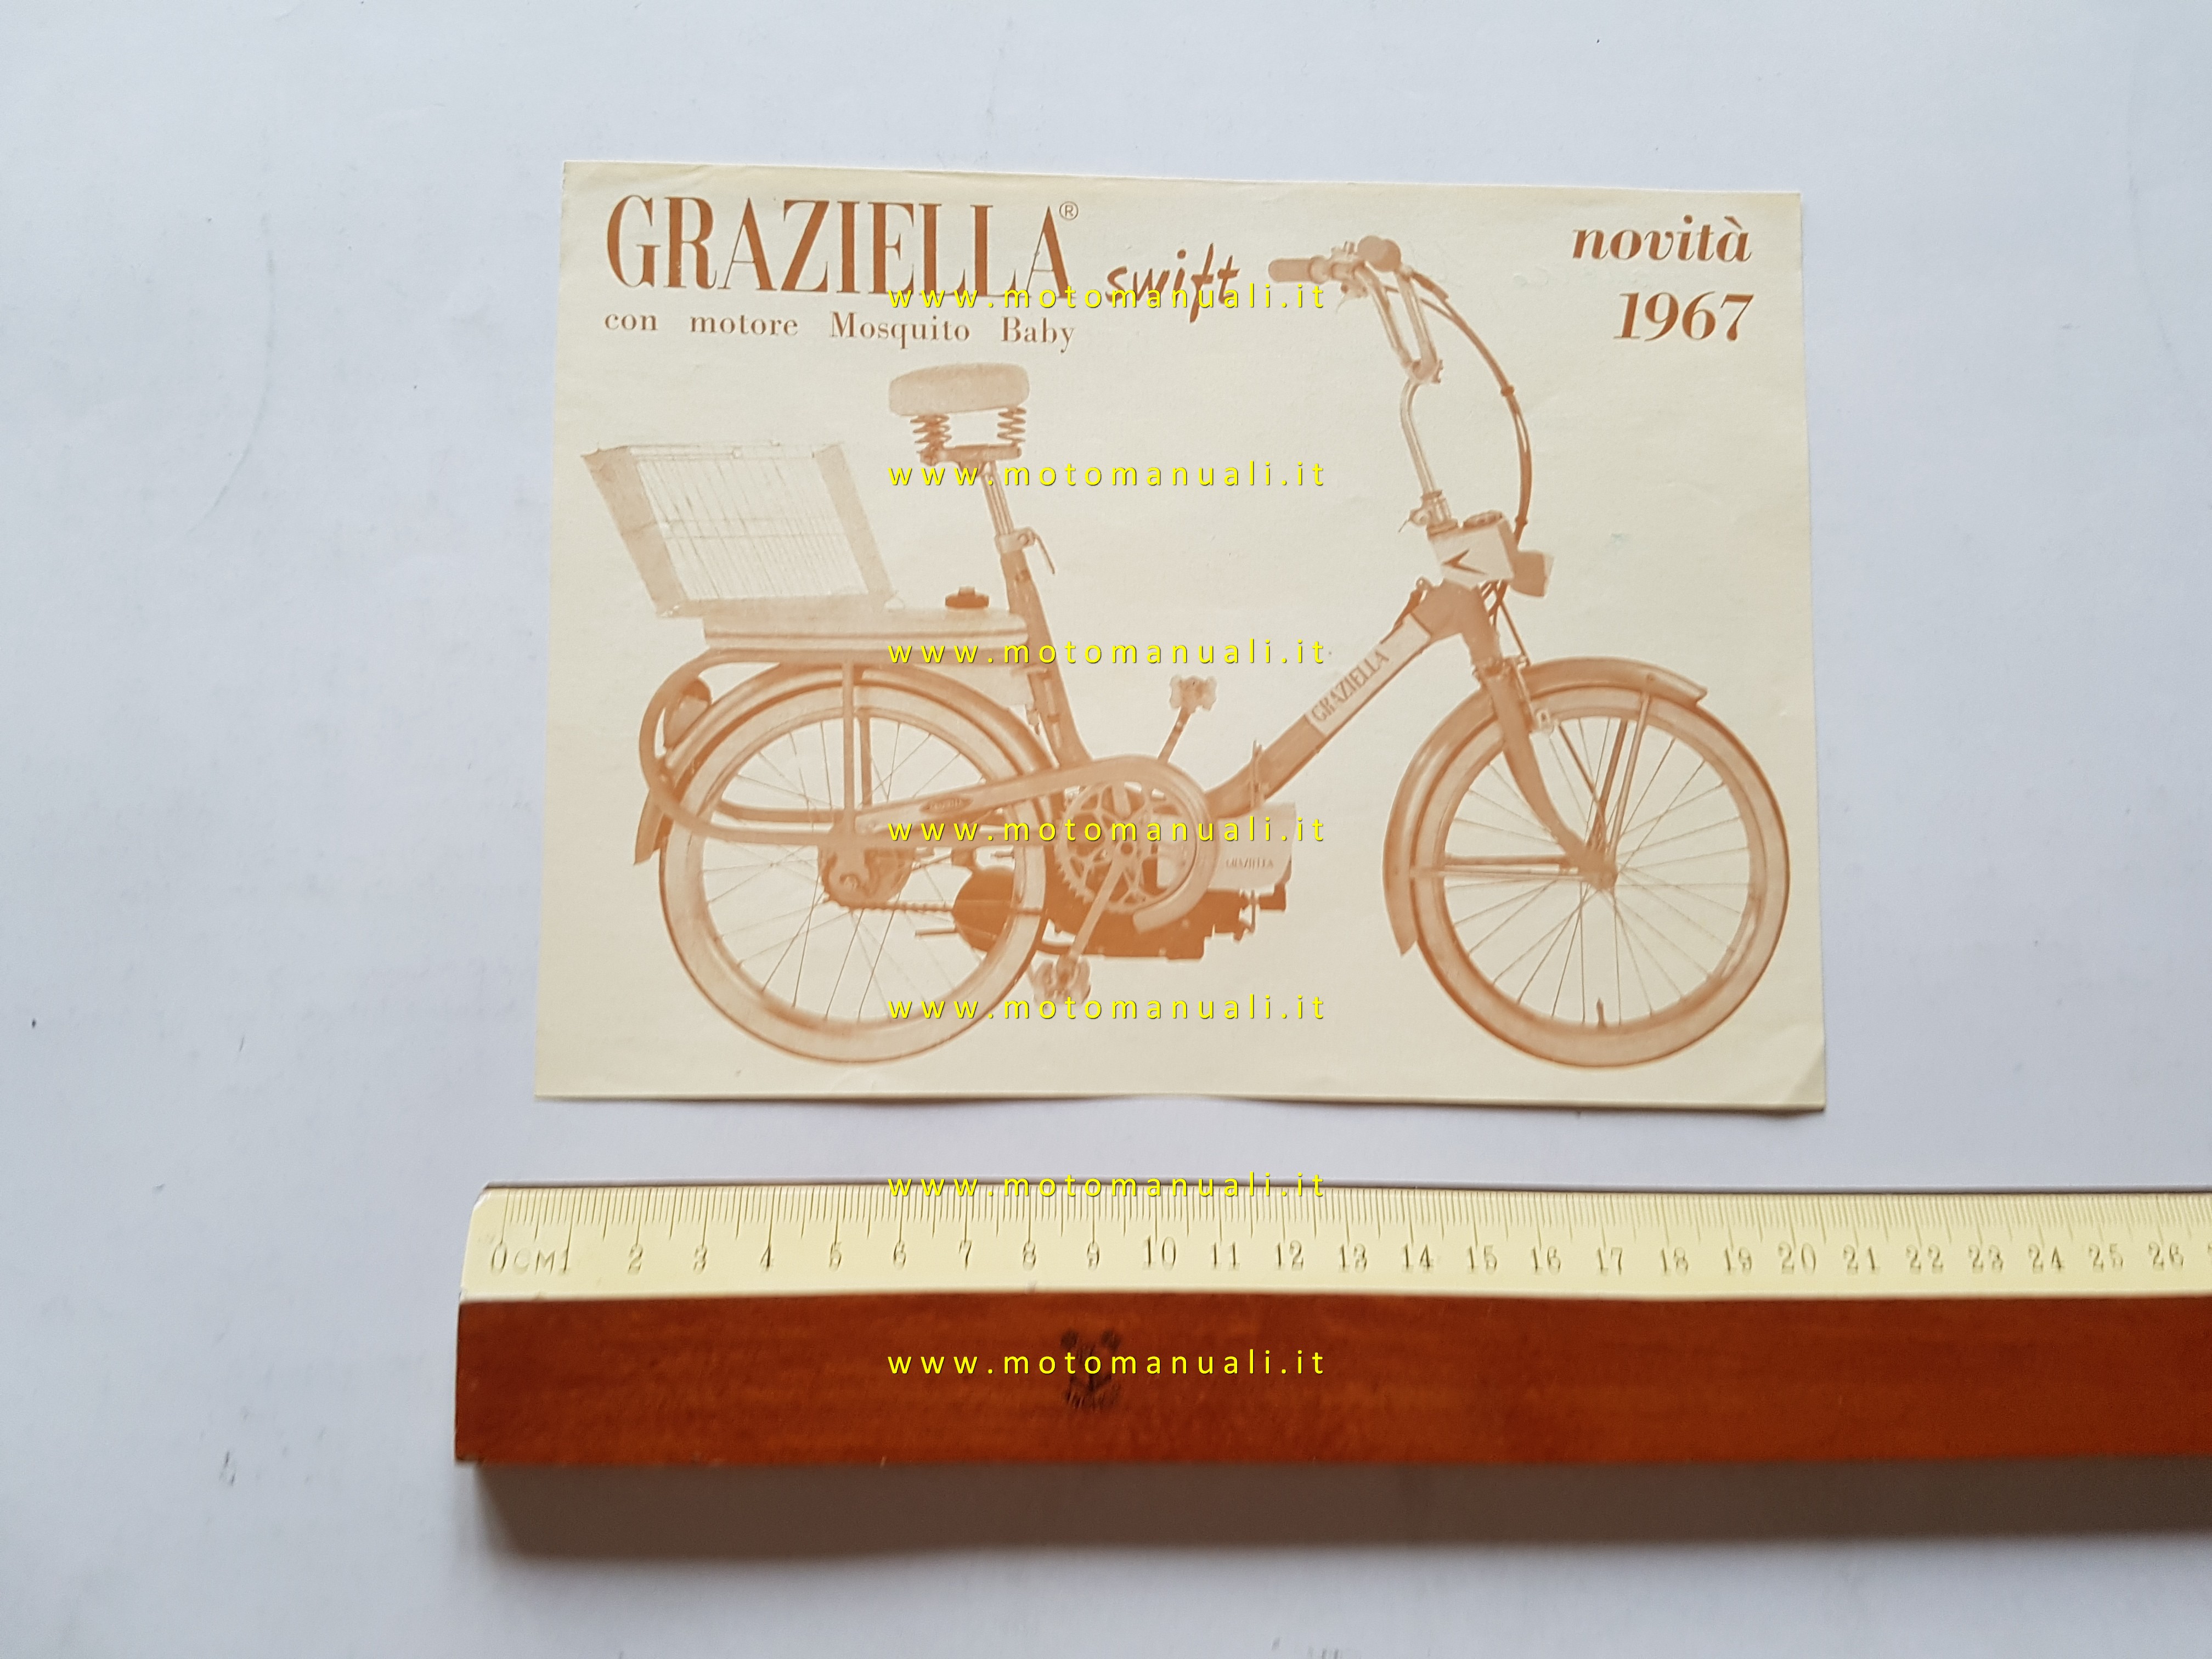 GRAZIELLA® swift
con motore Mosquito Baby
novità
1967
www.motomanuali.it
www.motomanuali.it
www.motomanuali.it
GRAZIELLA
www.motomanuali.it
GRAZIELLA
www.motomanuali.it
www.motomanuali.it
0 CM 1 2 3 4 5 6 7 8 9 10 11 12 13 14 15 16 17 18 19 20 21 22 23 24 25 26
www.motomanuali.it